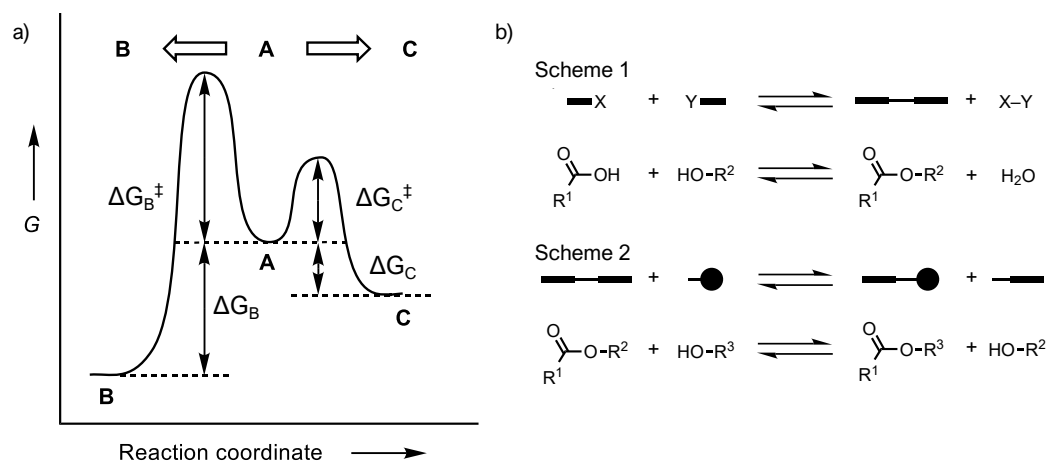 a)
B A C
ΔG_B‡
ΔG_C‡
G
A
ΔG_C
ΔG_B
C
B
Reaction coordinate
b)
Scheme 1
X + Y + X–Y
O
OH + HO–R² O–R² + H₂O
R¹ R¹
O
Scheme 2
+ +
O O
O–R² + HO–R³ O–R³ + HO–R²
R¹ R¹